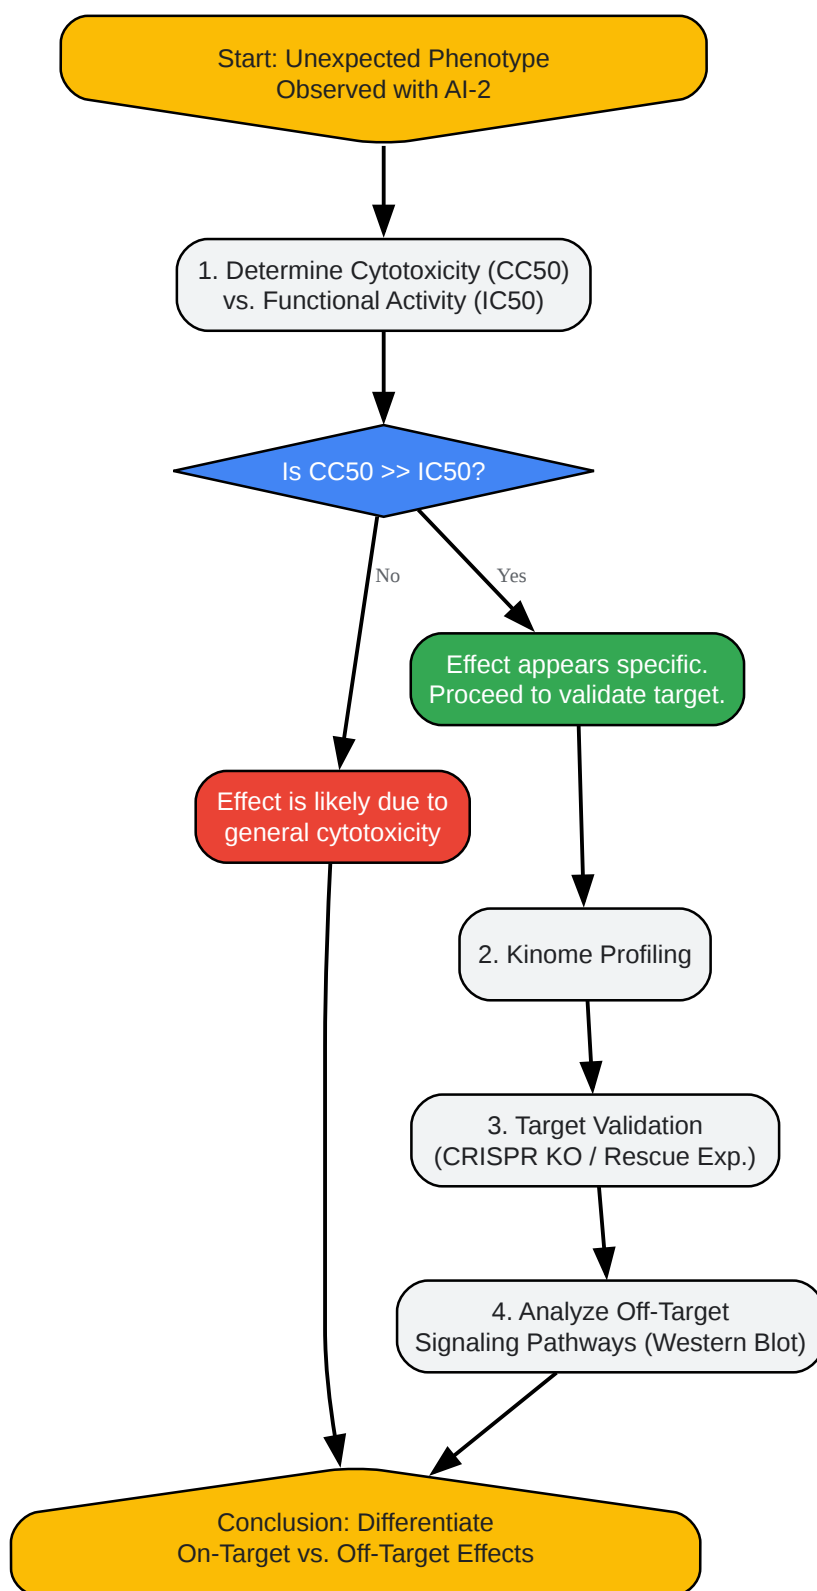 Start: Unexpected Phenotype
Observed with AI-2
1. Determine Cytotoxicity (CC50)
vs. Functional Activity (IC50)
Is CC50 >> IC50?
No
Yes
Effect appears specific.
Proceed to validate target.
Effect is likely due to
general cytotoxicity
2. Kinome Profiling
3. Target Validation
(CRISPR KO / Rescue Exp.)
4. Analyze Off-Target
Signaling Pathways (Western Blot)
Conclusion: Differentiate
On-Target vs. Off-Target Effects